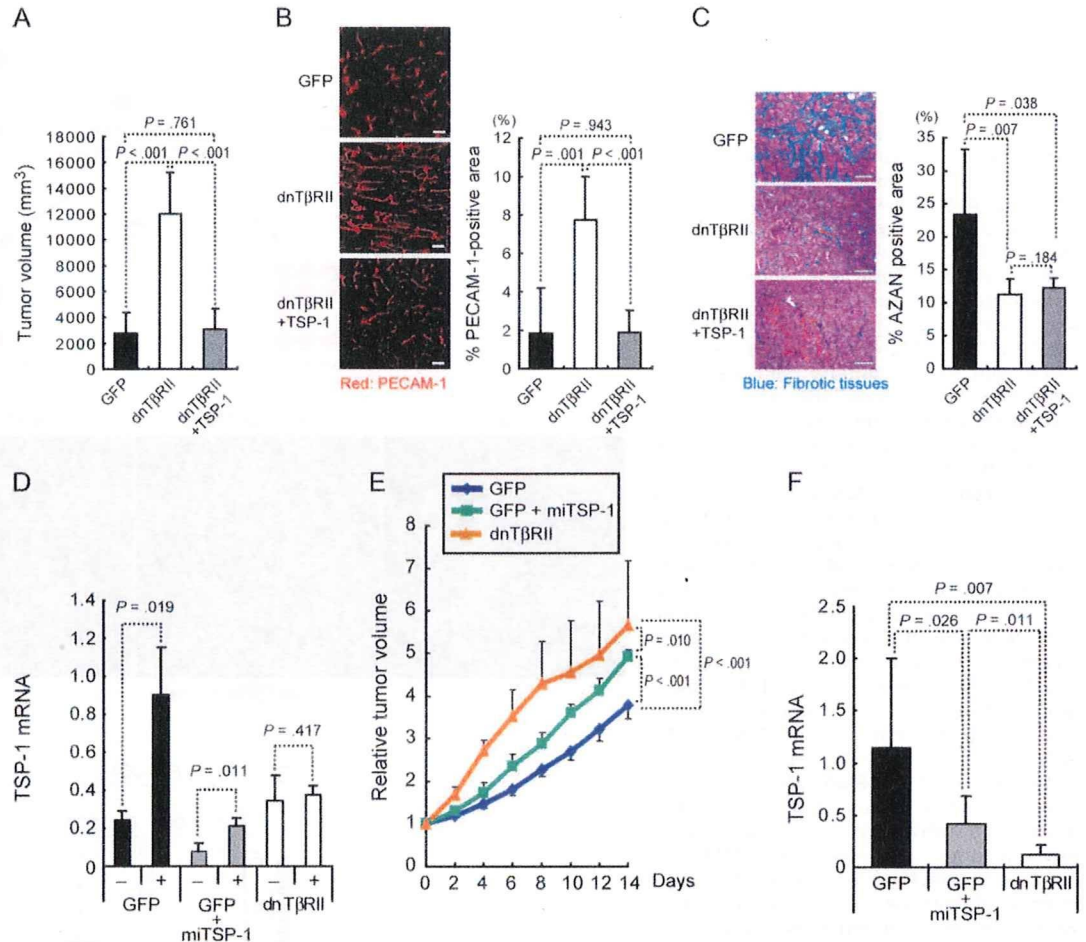 A
Tumor volume (mm³)
18000
16000
14000
12000
10000
8000
6000
4000
2000
0
P = .761
P < .001
P < .001
GFP
dnTβRII
dnTβRII
+TSP-1
B
GFP
dnTβRII
dnTβRII
+TSP-1
Red: PECAM-1
(%)
% PECAM-1-positive area
12
10
8
6
4
2
0
P = .943
P = .001
P < .001
GFP
dnTβRII
dnTβRII
+TSP-1
C
GFP
dnTβRII
dnTβRII
+TSP-1
Blue: Fibrotic tissues
(%)
% AZAN positive area
35
30
25
20
15
10
5
0
P = .038
P = .007
P = .184
GFP
dnTβRII
dnTβRII
+TSP-1
D
TSP-1 mRNA
1.4
1.2
1.0
0.8
0.6
0.4
0.2
0
P = .019
P = .011
P = .417
– + – + – +
GFP
GFP
+
miTSP-1
dnTβRII
E
GFP
GFP + miTSP-1
dnTβRII
Relative tumor volume
8
7
6
5
4
3
2
1
0
P = .010
P < .001
P < .001
0 2 4 6 8 10 12 14 Days
F
TSP-1 mRNA
2.5
2.0
1.5
1.0
0.5
0
P = .007
P = .026
P = .011
GFP
GFP
+
miTSP-1
dnTβRII